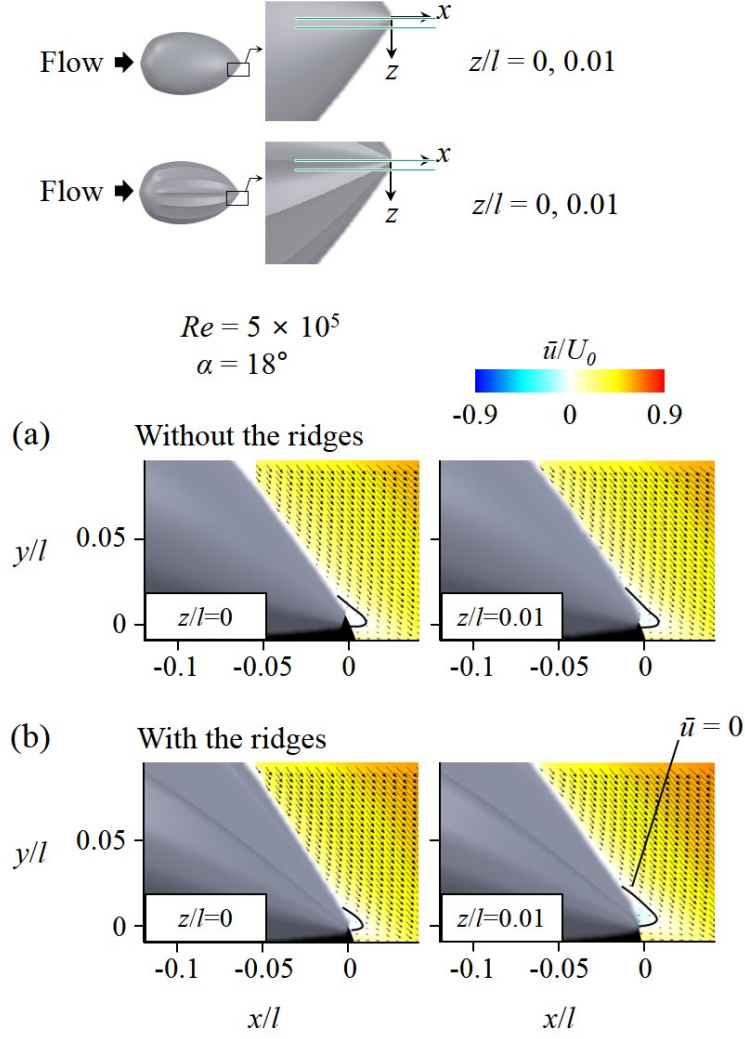 Flow
x
z
z/l = 0, 0.01
Flow
x
z
z/l = 0, 0.01
Re = 5 × 10⁵
α = 18°
ū/U₀
-0.9 0 0.9
(a) Without the ridges
y/l
0.05
0
z/l=0
z/l=0.01
-0.1 -0.05 0
-0.1 -0.05 0
(b) With the ridges
ū = 0
y/l
0.05
0
z/l=0
z/l=0.01
-0.1 -0.05 0
-0.1 -0.05 0
x/l
x/l